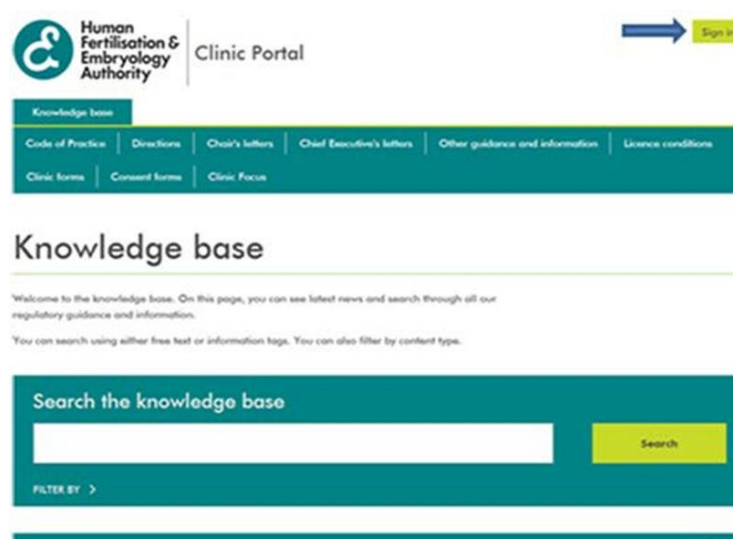 Human
Fertilisation &
Embryology
Authority
Clinic Portal
Sign in
Knowledge base
Code of Practice
Directions
Chair's letters
Chief Executive's letters
Other guidance and information
Licence conditions
Clinic forms
Consent forms
Clinic Focus
Knowledge base
Welcome to the knowledge base. On this page, you can see latest news and search through all our
regulatory guidance and information.
You can search using either free text or information tags. You can also filter by content type.
Search the knowledge base
Search
FILTER BY >